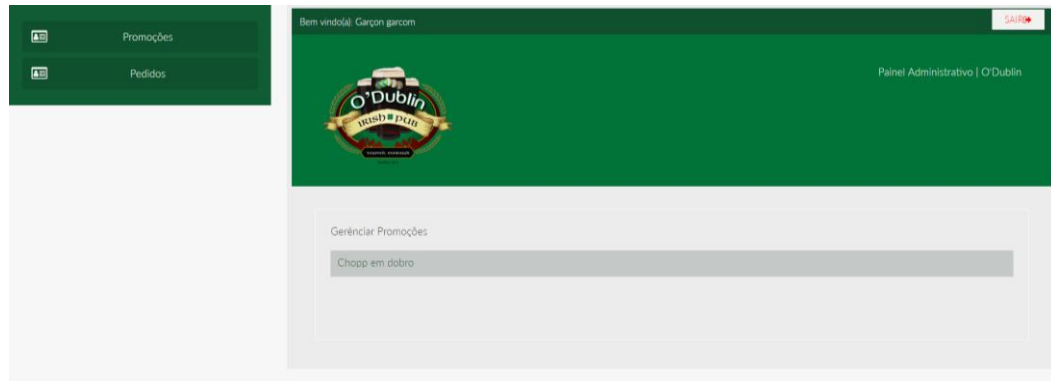 Promoções
Pedidos
Bem vindo(a): Garçon garcom
SAIR
Painel Administrativo | O'Dublin
O'Dublin
IRISH PUB
Gerênciar Promoções
Chopp em dobro